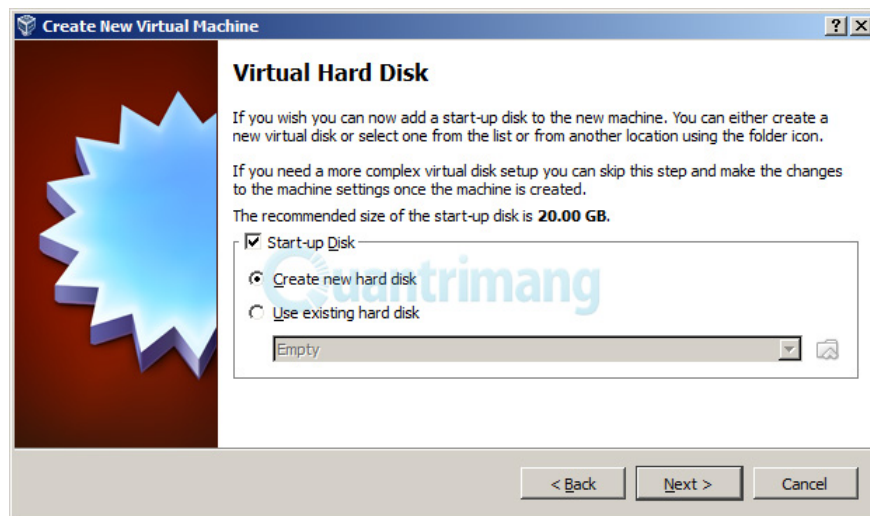 Create New Virtual Machine
Virtual Hard Disk
If you wish you can now add a start-up disk to the new machine. You can either create a
new virtual disk or select one from the list or from another location using the folder icon.
If you need a more complex virtual disk setup you can skip this step and make the changes
to the machine settings once the machine is created.
The recommended size of the start-up disk is 20.00 GB.
Start-up Disk
Quantrimang
Create new hard disk
Use existing hard disk
Empty
< Back
Next >
Cancel